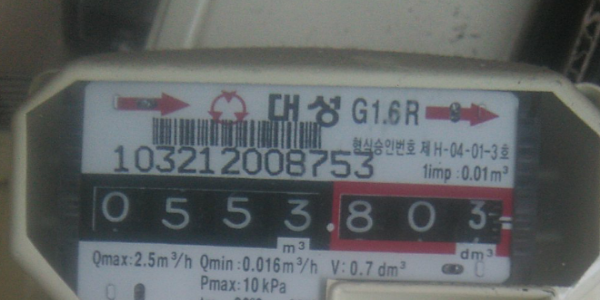 대성 G1.6R
형식승인번호 제 H-04-01-3호
103212008753
1imp : 0.01m³
0553.803
m³
dm³
Qmax:2.5m³/h Qmin:0.016m³/h V:0.7 dm³
Pmax:10 kPa